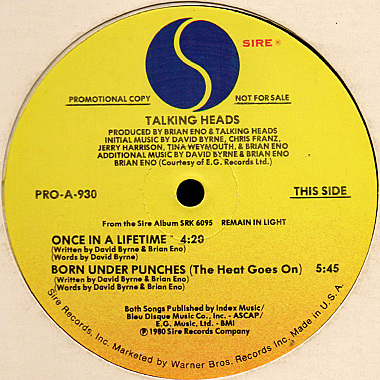 SIRE ®
PROMOTIONAL COPY NOT FOR SALE
TALKING HEADS
PRODUCED BY BRIAN ENO & TALKING HEADS
INITIAL MUSIC BY DAVID BYRNE, CHRIS FRANZ,
JERRY HARRISON, TINA WEYMOUTH, & BRIAN ENO
ADDITIONAL MUSIC BY DAVID BYRNE & BRIAN ENO
BRIAN ENO (Courtesy of E.G. Records Ltd.)
PRO-A-930 THIS SIDE
From the Sire Album SRK 6095 REMAIN IN LIGHT
ONCE IN A LIFETIME 4:20
(Written by David Byrne & Brian Eno)
(Words by David Byrne)
BORN UNDER PUNCHES (The Heat Goes On) 5:45
(Written by David Byrne & Brian Eno)
(Words by David Byrne & Brian Eno)
Both Songs Published by Index Music/
Bleu Disque Music Co., Inc. - ASCAP/
E.G. Music, Ltd. - BMI
℗ 1980 Sire Records Company
Sire Records, Inc. Marketed by Warner Bros. Records Inc. Made in U.S.A.